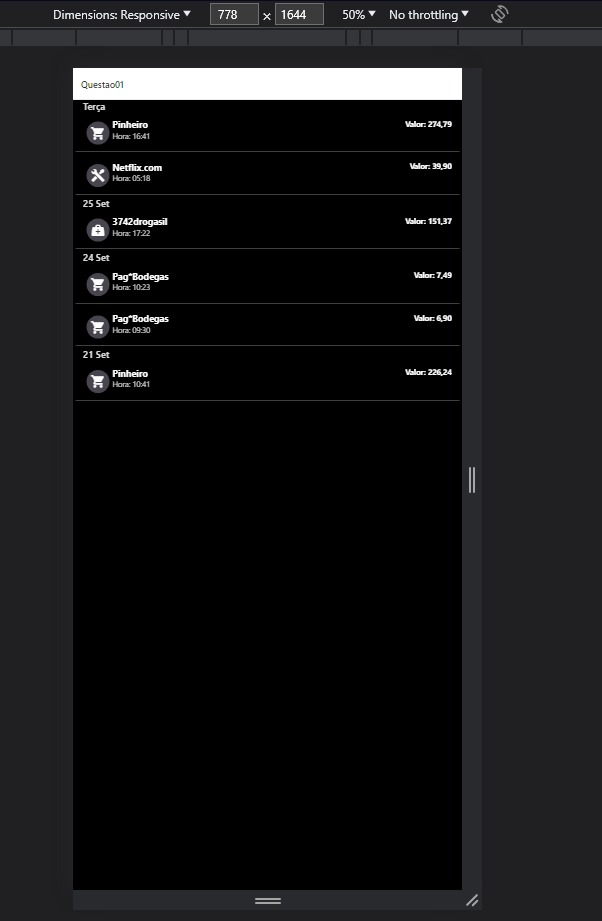 Dimensions: Responsive 778 × 1644 50% No throttling
Questao01
Terça
Pinheiro Valor: 274,79
Hora: 16:41
Netflix.com Valor: 39,90
Hora: 05:18
25 Set
3742drogasil Valor: 151,37
Hora: 17:22
24 Set
Pag*Bodegas Valor: 7,49
Hora: 10:23
Pag*Bodegas Valor: 6,90
Hora: 09:30
21 Set
Pinheiro Valor: 226,24
Hora: 10:41